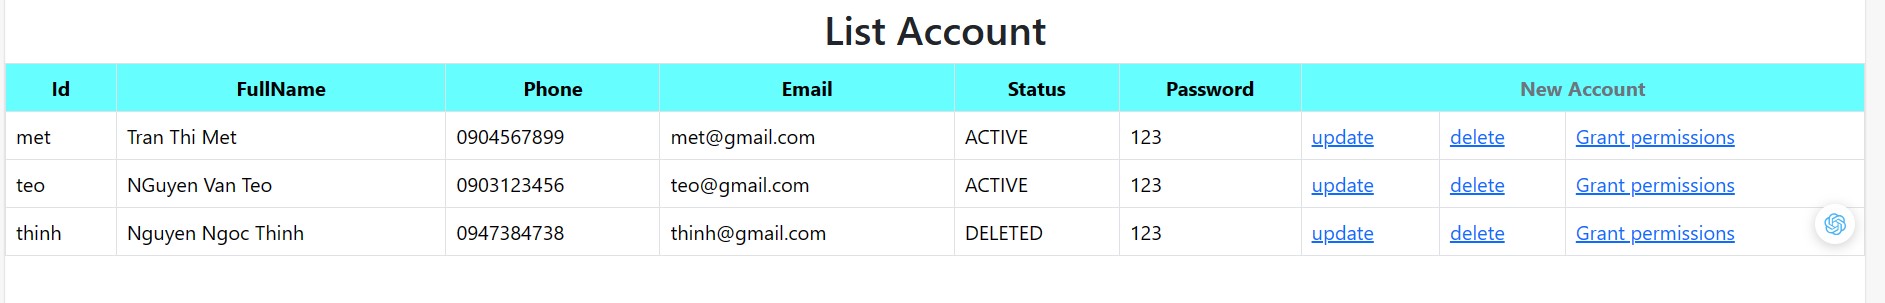 List Account
Id FullName Phone Email Status Password New Account
met Tran Thi Met 0904567899 met@gmail.com ACTIVE 123 update delete Grant permissions
teo NGuyen Van Teo 0903123456 teo@gmail.com ACTIVE 123 update delete Grant permissions
thinh Nguyen Ngoc Thinh 0947384738 thinh@gmail.com DELETED 123 update delete Grant permissions